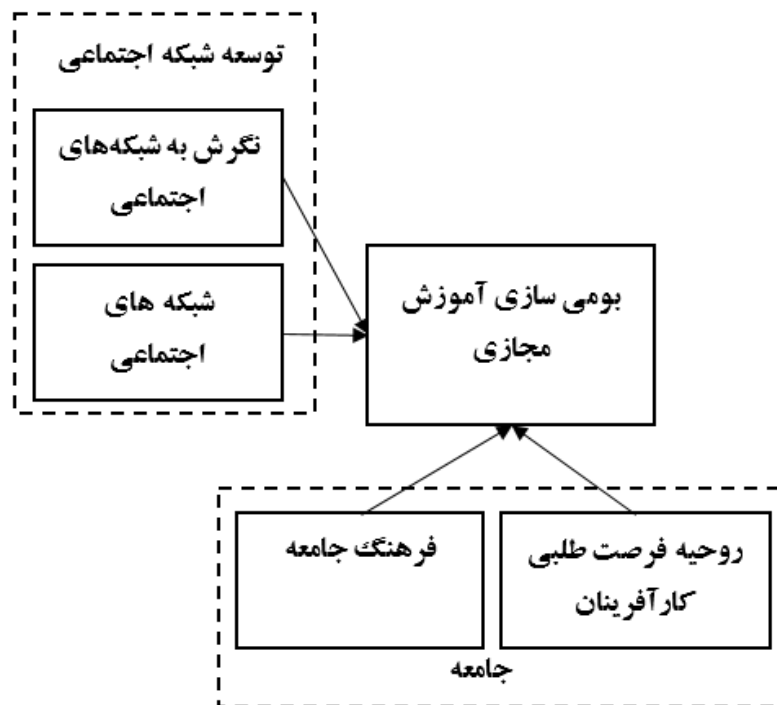 توسعه شبکه اجتماعی
نگرش به شبکه‌های
اجتماعی
شبکه های
اجتماعی
بومی سازی آموزش
مجازی
روحیه فرصت طلبی
کارآفرینان
فرهنگ جامعه
جامعه